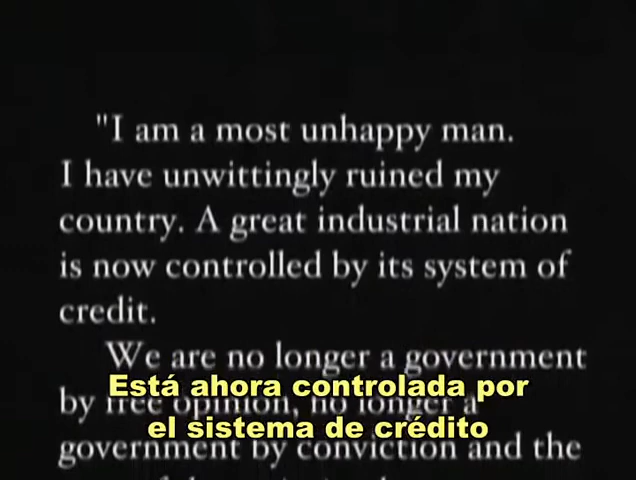 "I am a most unhappy man.
I have unwittingly ruined my
country. A great industrial nation
is now controlled by its system of
credit.
We are no longer a government
by free opinion, no longer a
government by conviction and the
Está ahora controlada por
el sistema de crédito